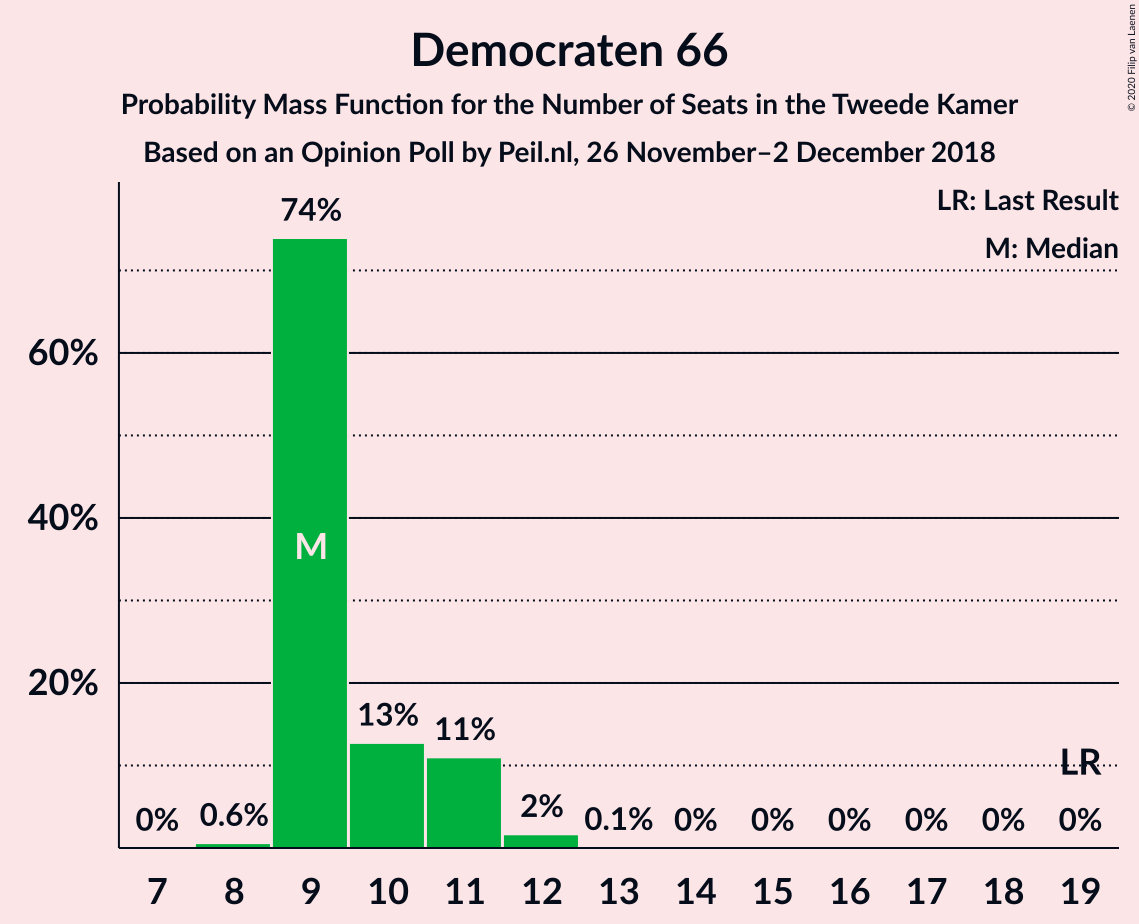 Democraten 66
Probability Mass Function for the Number of Seats in the Tweede Kamer
Based on an Opinion Poll by Peil.nl, 26 November–2 December 2018
© 2020 Filip van Laenen
LR: Last Result
M: Median
60%
40%
20%
0%
0.6%
74%
M
13%
11%
2%
0.1%
0%
0%
0%
0%
0%
LR
0%
7 8 9 10 11 12 13 14 15 16 17 18 19